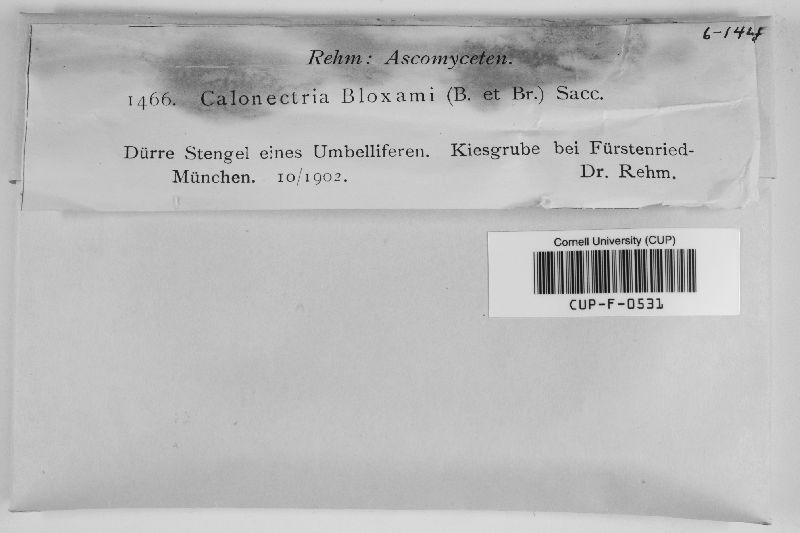 6-144
Rehm: Ascomyceten.
1466. Calonectria Bloxami (B. et Br.) Sacc.
Dürre Stengel eines Umbelliferen. Kiesgrube bei Fürstenried-
München. 10/1902. Dr. Rehm.
Cornell University (CUP)
CUP-F-0531